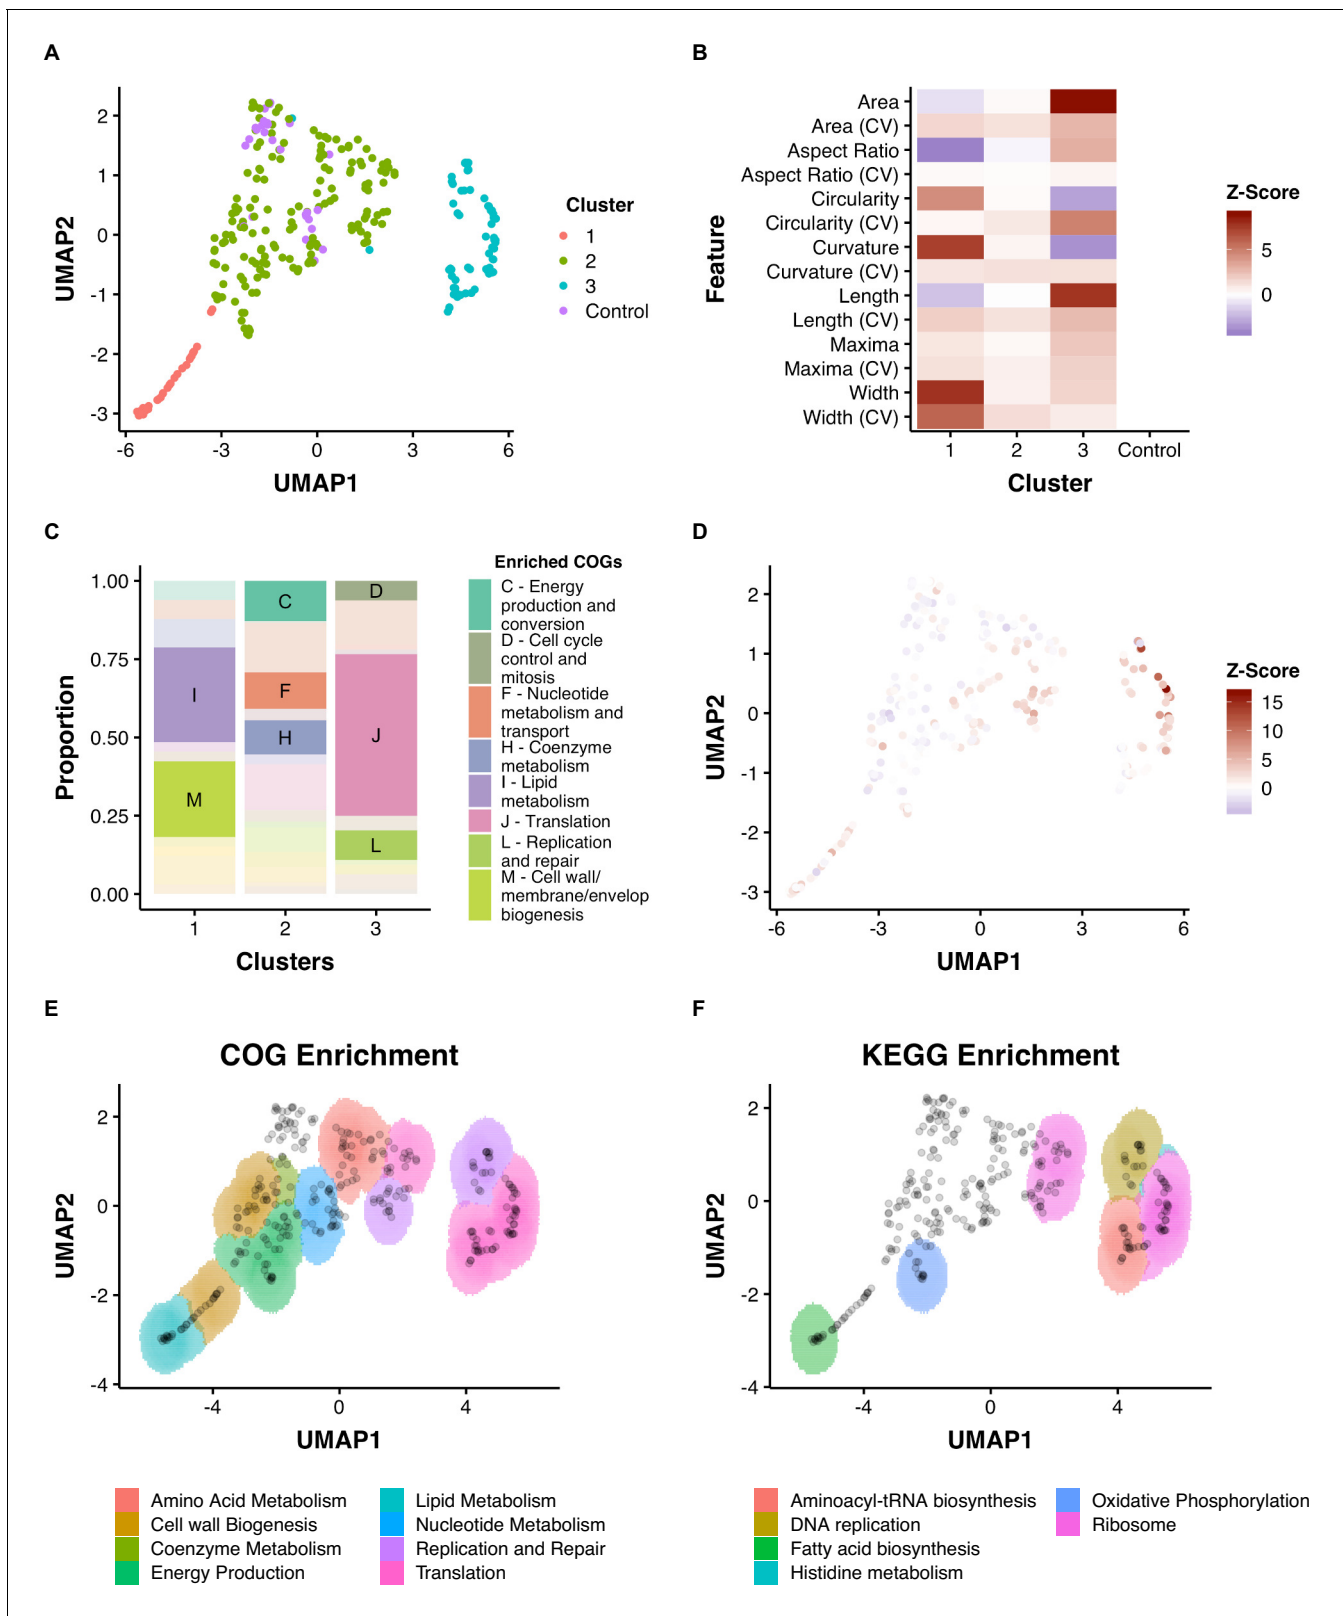 A
UMAP2
2
1
0
-1
-2
-3
-6
-3
0
3
6
UMAP1
Cluster
1
2
3
Control
B
Feature
Area
Area (CV)
Aspect Ratio
Aspect Ratio (CV)
Circularity
Circularity (CV)
Curvature
Curvature (CV)
Length
Length (CV)
Maxima
Maxima (CV)
Width
Width (CV)
1
2
3
Control
Cluster
Z-Score
5
0
C
Proportion
1.00
0.75
0.50
0.25
0.00
I
M
C
F
H
D
J
L
1
2
3
Clusters
Enriched COGs
C - Energy
production and
conversion
D - Cell cycle
control and
mitosis
F - Nucleotide
metabolism and
transport
H - Coenzyme
metabolism
I - Lipid
metabolism
J - Translation
L - Replication
and repair
M - Cell wall/
membrane/envelop
biogenesis
D
UMAP2
2
1
0
-1
-2
-3
-6
-3
0
3
6
UMAP1
Z-Score
15
10
5
0
E
COG Enrichment
UMAP2
2
0
-2
-4
-4
0
4
UMAP1
Amino Acid Metabolism
Cell wall Biogenesis
Coenzyme Metabolism
Energy Production
Lipid Metabolism
Nucleotide Metabolism
Replication and Repair
Translation
F
KEGG Enrichment
UMAP2
2
0
-2
-4
-4
0
4
UMAP1
Aminoacyl-tRNA biosynthesis
DNA replication
Fatty acid biosynthesis
Histidine metabolism
Oxidative Phosphorylation
Ribosome